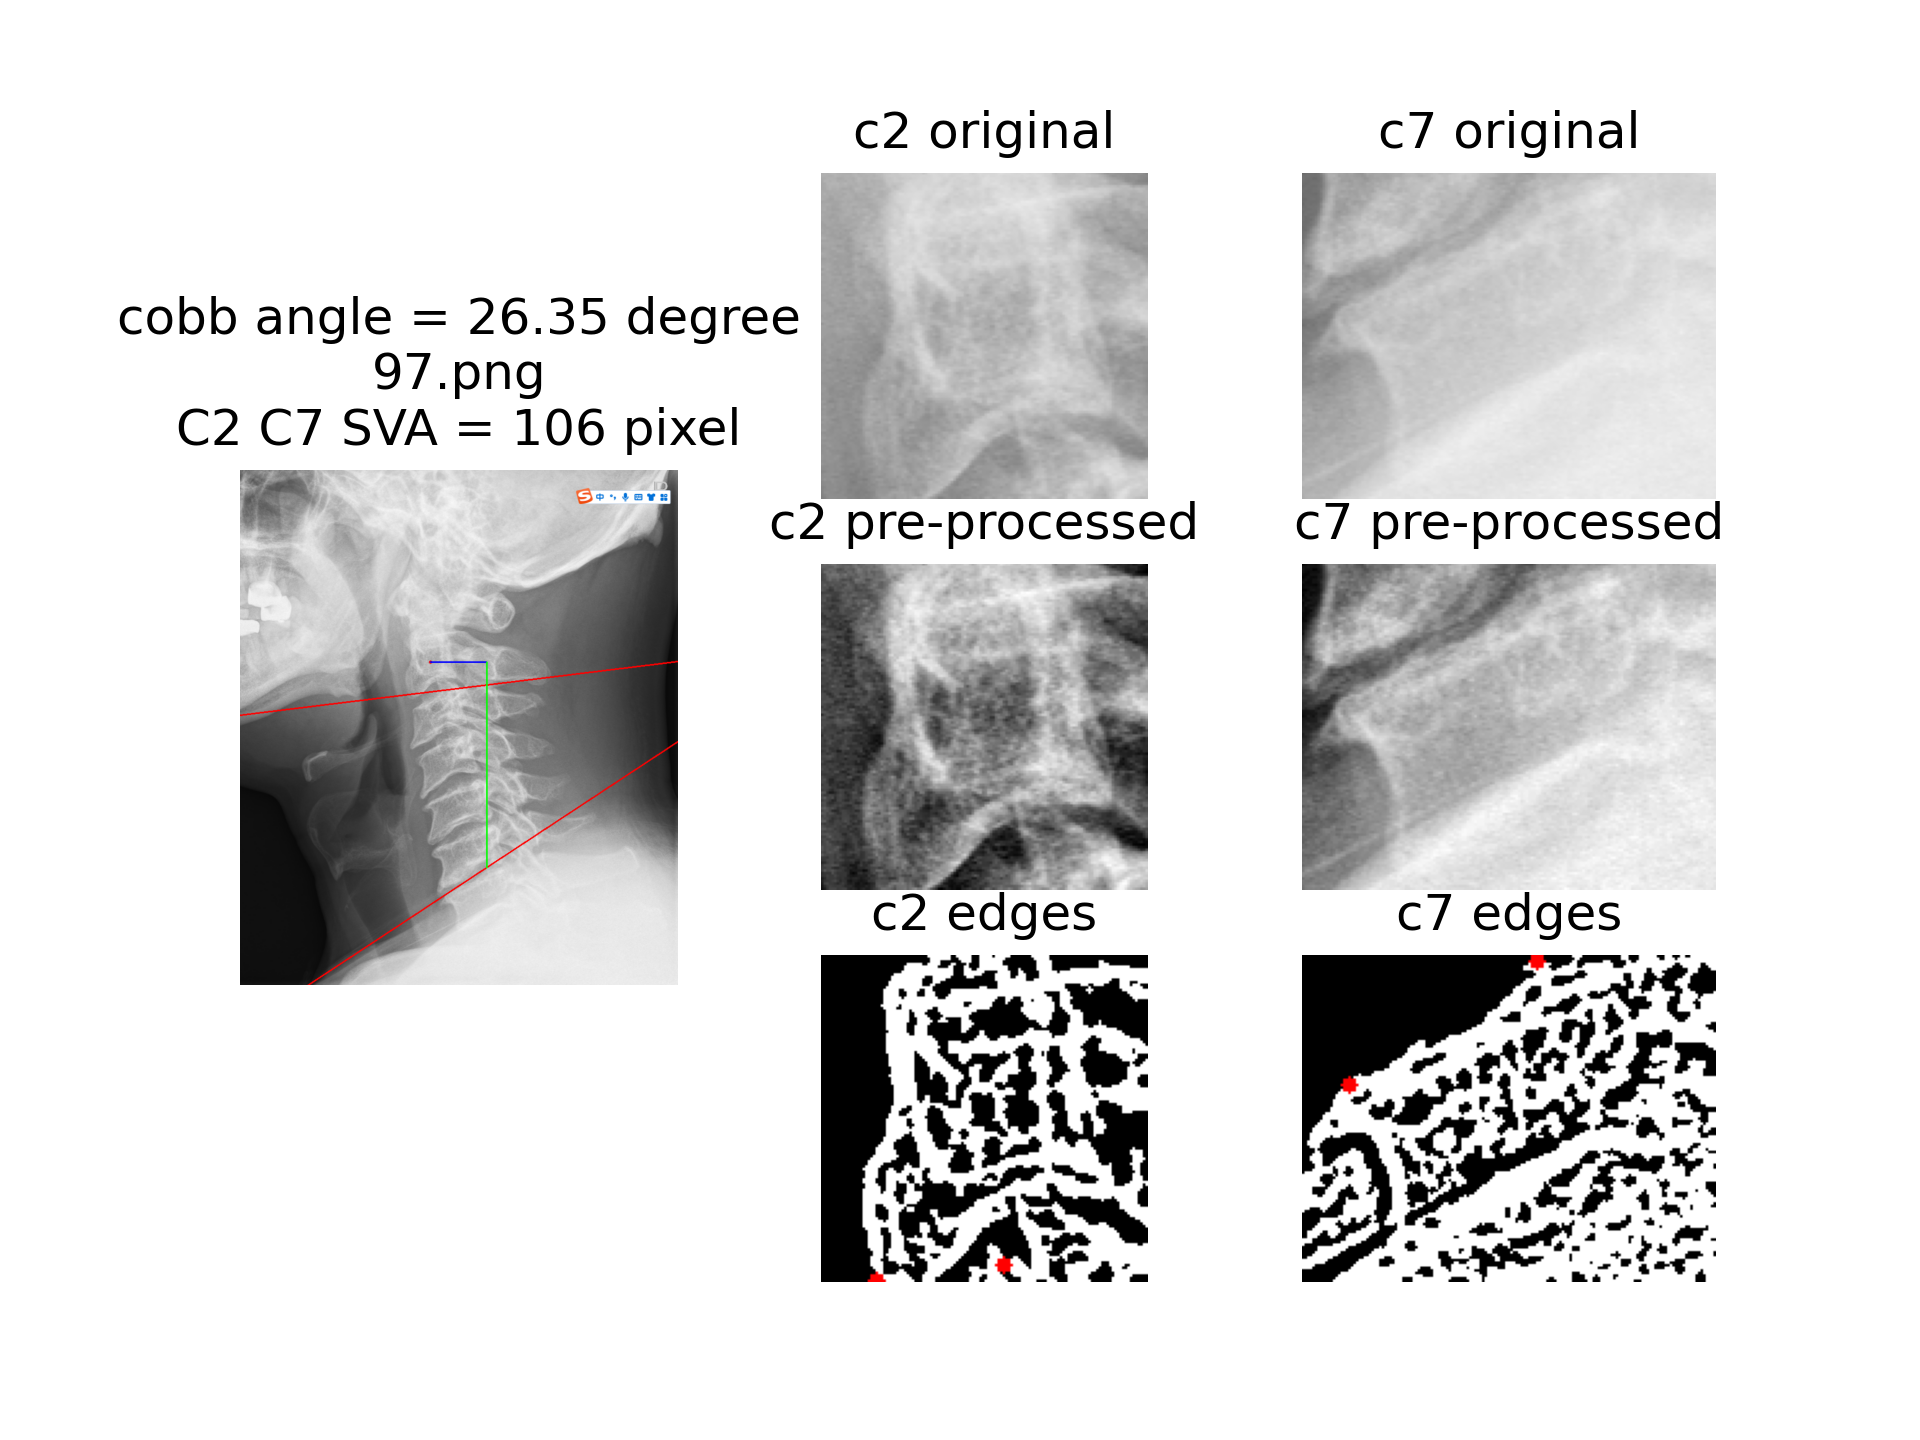 cobb angle = 26.35 degree
97.png
C2 C7 SVA = 106 pixel
中
c2 original
c7 original
c2 pre-processed
c7 pre-processed
c2 edges
c7 edges